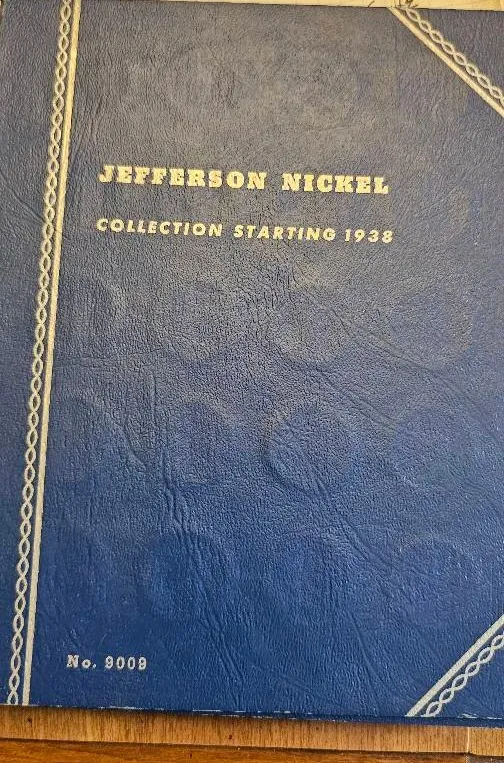 JEFFERSON NICKEL
COLLECTION STARTING 1938
No. 9009